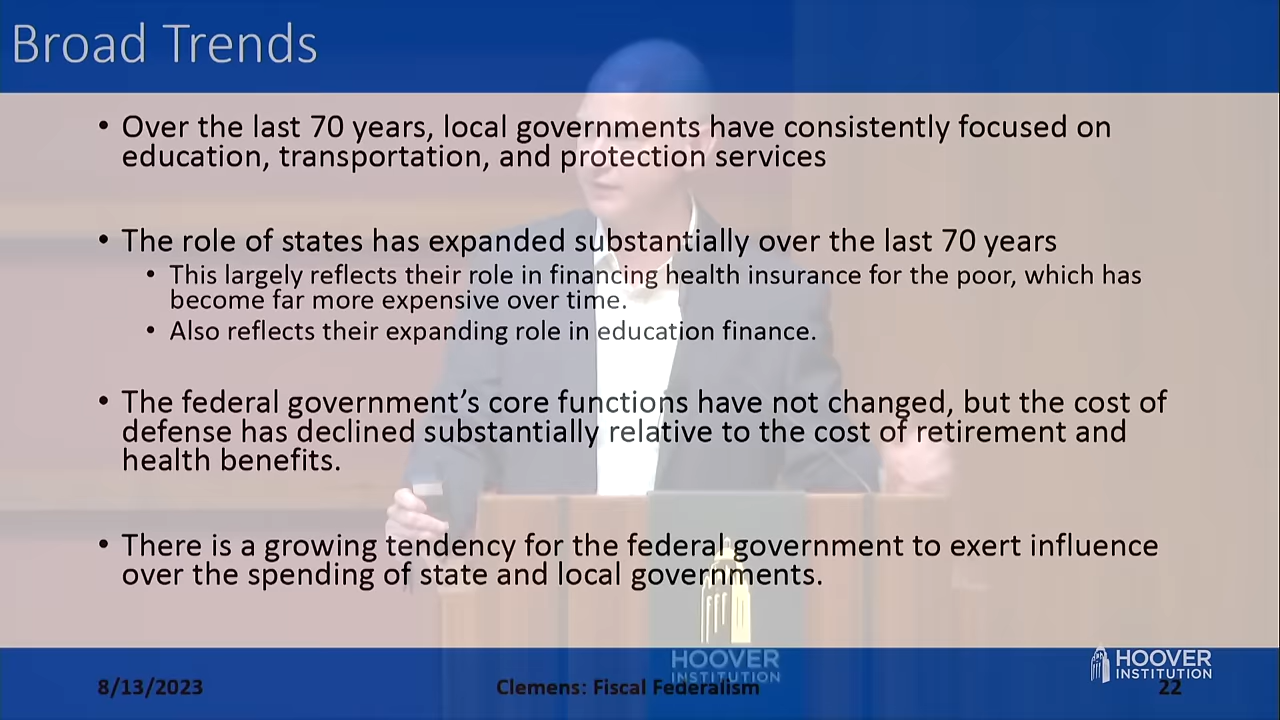 Broad Trends
• Over the last 70 years, local governments have consistently focused on
education, transportation, and protection services
• The role of states has expanded substantially over the last 70 years
• This largely reflects their role in financing health insurance for the poor, which has
become far more expensive over time.
• Also reflects their expanding role in education finance.
• The federal government’s core functions have not changed, but the cost of
defense has declined substantially relative to the cost of retirement and
health benefits.
• There is a growing tendency for the federal government to exert influence
over the spending of state and local governments.
HOOVER
INSTITUTION
8/13/2023
Clemens: Fiscal Federalism
HOOVER
INSTITUTION
22